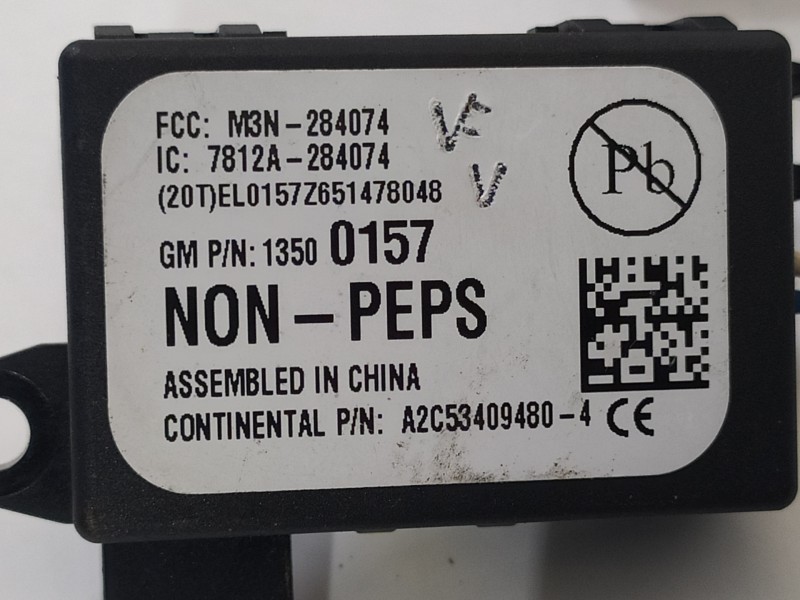 FCC: M3N-284074
IC: 7812A-284074
(20T)EL0157Z651478048
GM P/N: 1350 0157
NON-PEPS
ASSEMBLED IN CHINA
CONTINENTAL P/N: A2C53409480-4 CE
Pb